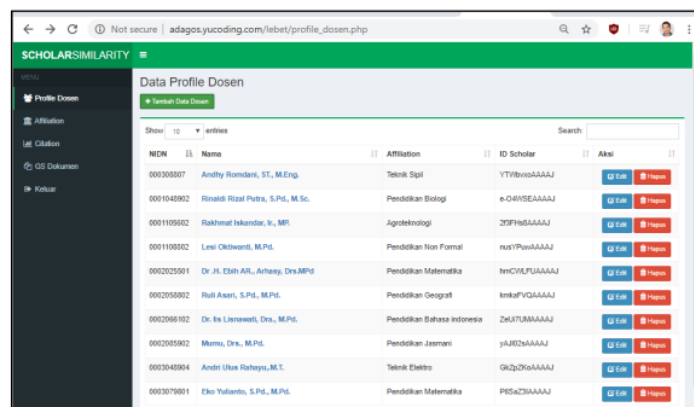 Not secure | adagos.yucoding.com/lebet/profile_dosen.php
SCHOLARSIMILARITY
MENU
Profile Dosen
Affiliation
Citation
GS Dokumen
Keluar
Data Profile Dosen
+ Tambah Data Dosen
Show 10 entries
Search:
NIDN Nama Affiliation ID Scholar Aksi
000308807 Andhy Romdani, ST., M.Eng. Teknik Sipil Edit Hapus
0001048902 Rinaldi Rizal Putra, S.Pd., M.Sc. Pendidikan Biologi e-O4WSEAAAAJ Edit Hapus
0001105602 Rakhmat Iskandar, Ir., MP. Agroteknologi 2f3FHs8AAAAJ Edit Hapus
0001108802 Lesi Oktiwanti, M.Pd. Pendidikan Non Formal nusYPuwAAAAJ Edit Hapus
0002025501 Dr .H. Ebih AR., Arhasy, Drs.MPd Pendidikan Matematika hmCWLFUAAAAJ Edit Hapus
0002058802 Ruli Asari, S.Pd., M.Pd. Pendidikan Geografi kmkaFVQAAAAJ Edit Hapus
0002066102 Dr. Iis Lisnawati, Dra., M.Pd. Pendidikan Bahasa indonesia ZeUi7UMAAAAJ Edit Hapus
0002085902 Mumu, Drs., M.Pd. Pendidikan Jasmani yAJI02sAAAAJ Edit Hapus
0003048904 Andri Ulus Rahayu,.M.T. Teknik Elektro GkZpZKoAAAAJ Edit Hapus
0003079801 Eko Yulianto, S.Pd., M.Pd. Pendidikan Matematika P6SaZ3IAAAAJ Edit Hapus